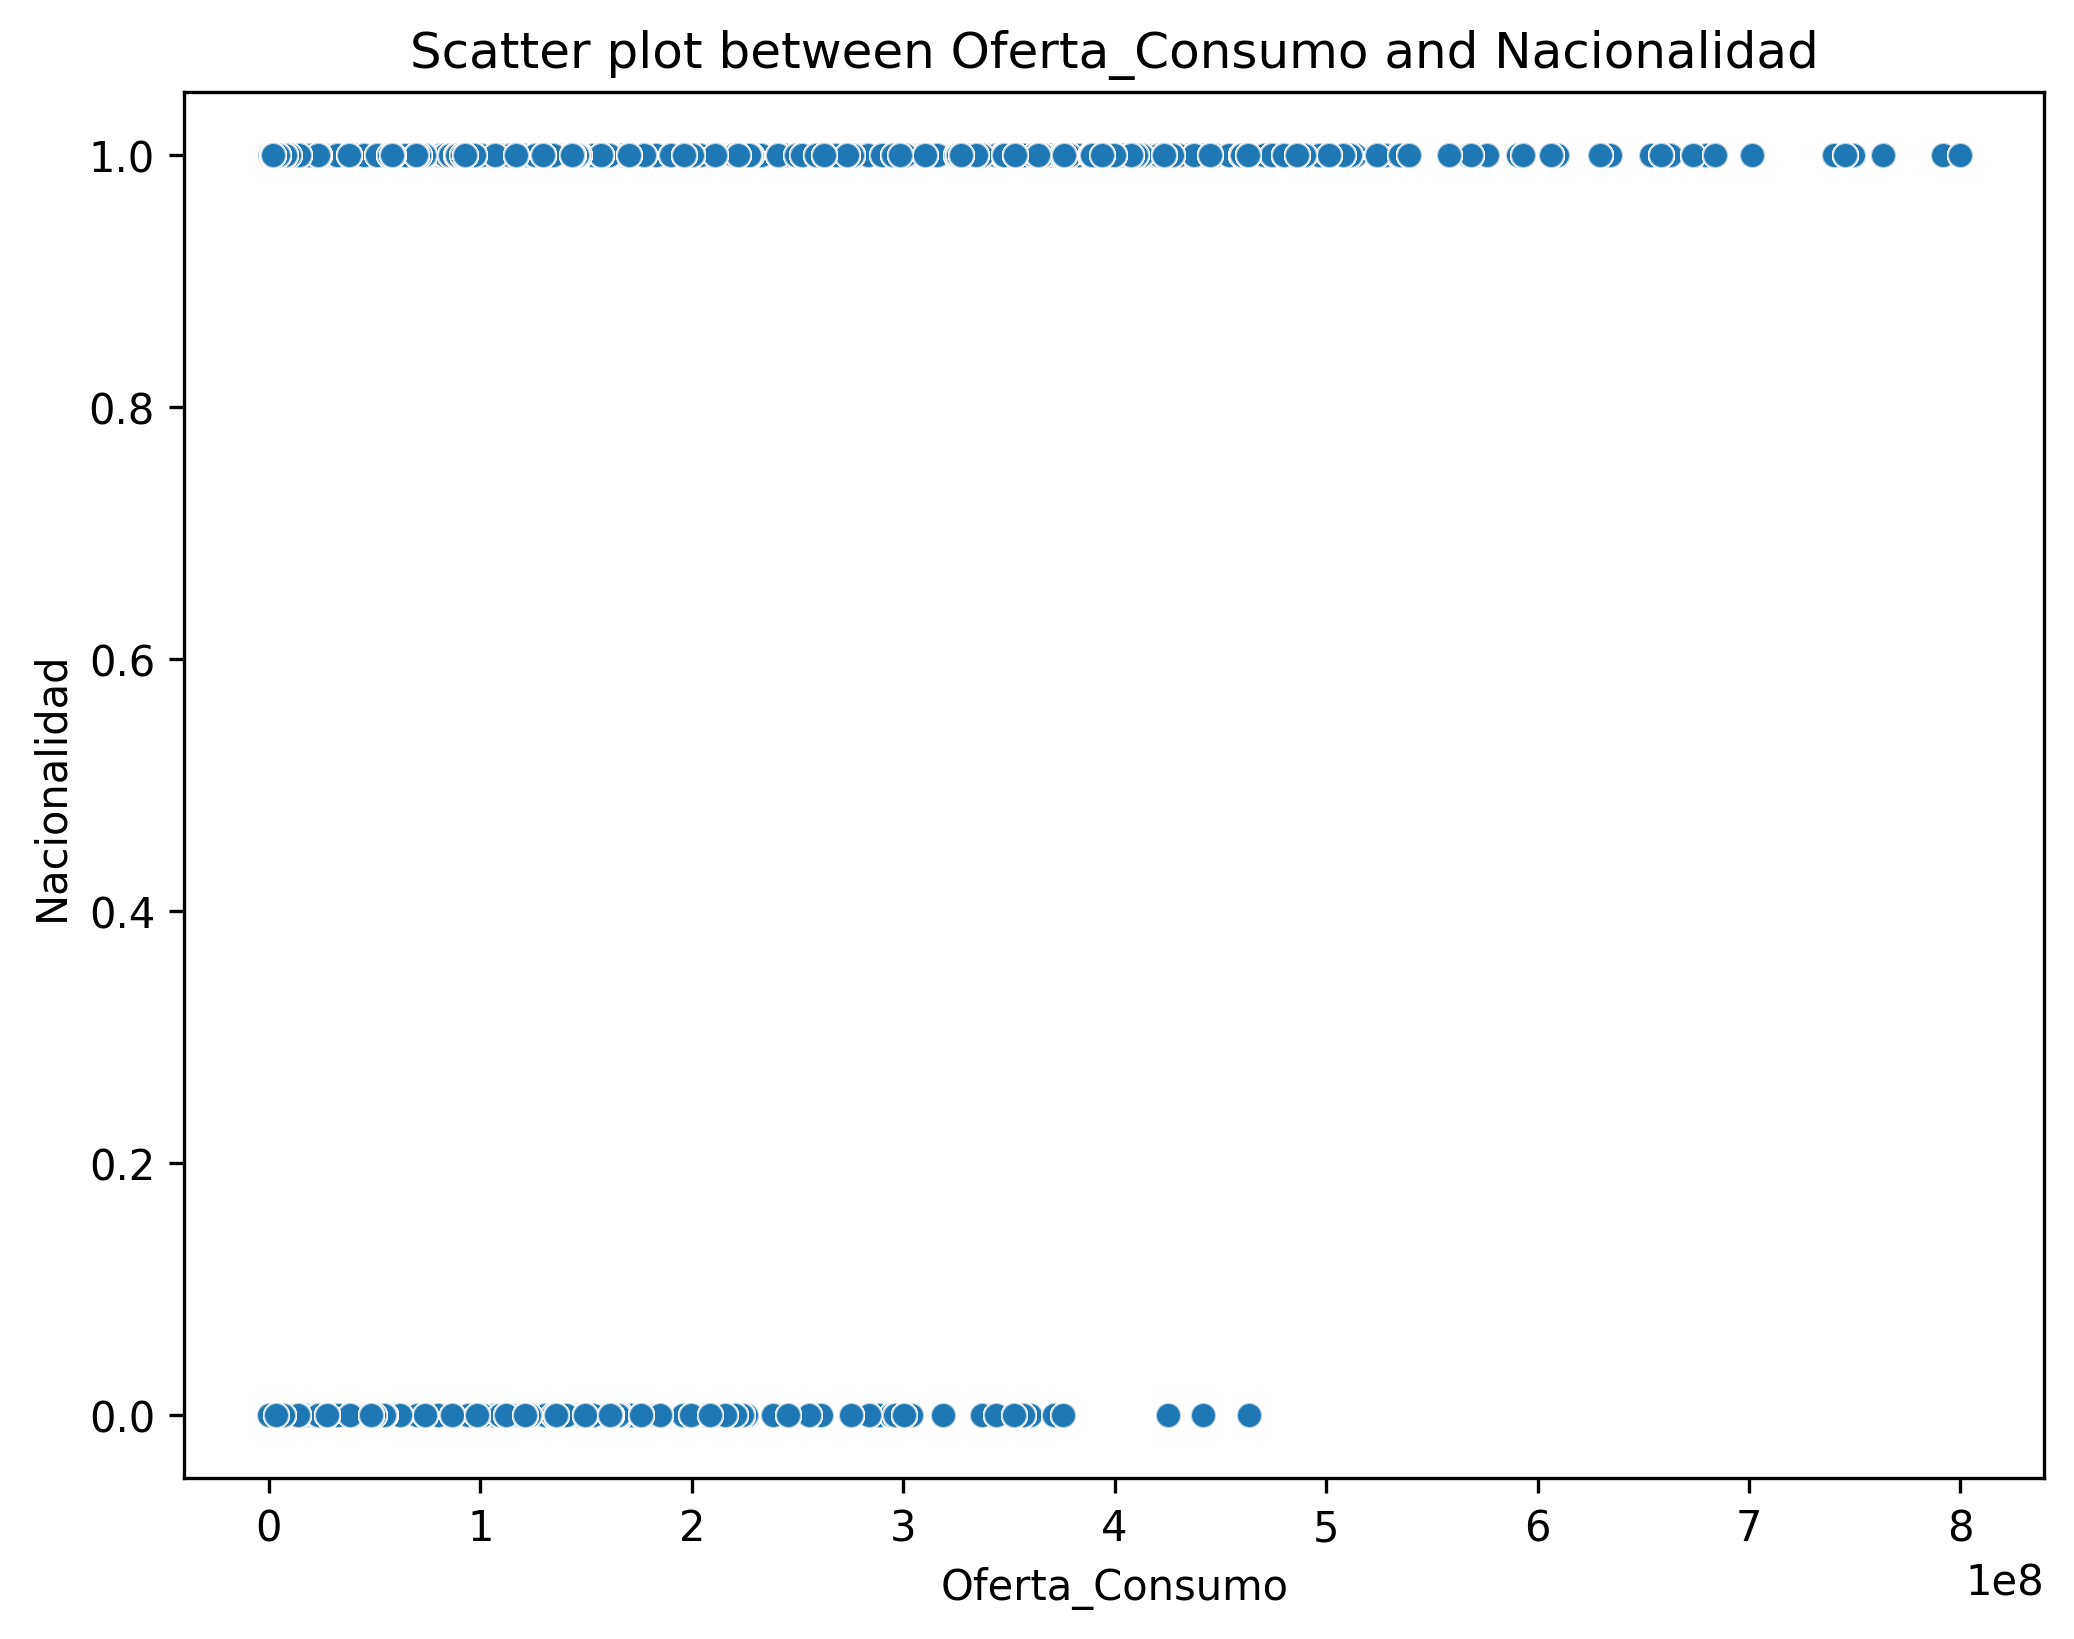 Scatter plot between Oferta_Consumo and Nacionalidad
1.0
0.8
0.6
0.4
0.2
0.0
Nacionalidad
0 1 2 3 4 5 6 7 8
1e8
Oferta_Consumo